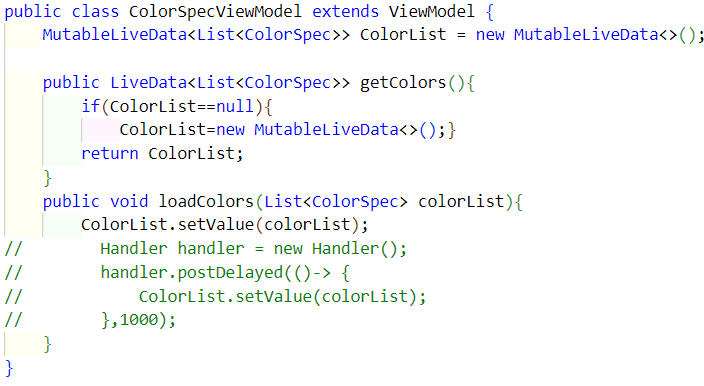 public class ColorSpecViewModel extends ViewModel {
    MutableLiveData<List<ColorSpec>> ColorList = new MutableLiveData<>();

    public LiveData<List<ColorSpec>> getColors(){
        if(ColorList==null){
            ColorList=new MutableLiveData<>();}
        return ColorList;
    }
    public void loadColors(List<ColorSpec> colorList){
        ColorList.setValue(colorList);
//        Handler handler = new Handler();
//        handler.postDelayed(()-> {
//            ColorList.setValue(colorList);
//        },1000);
    }
}